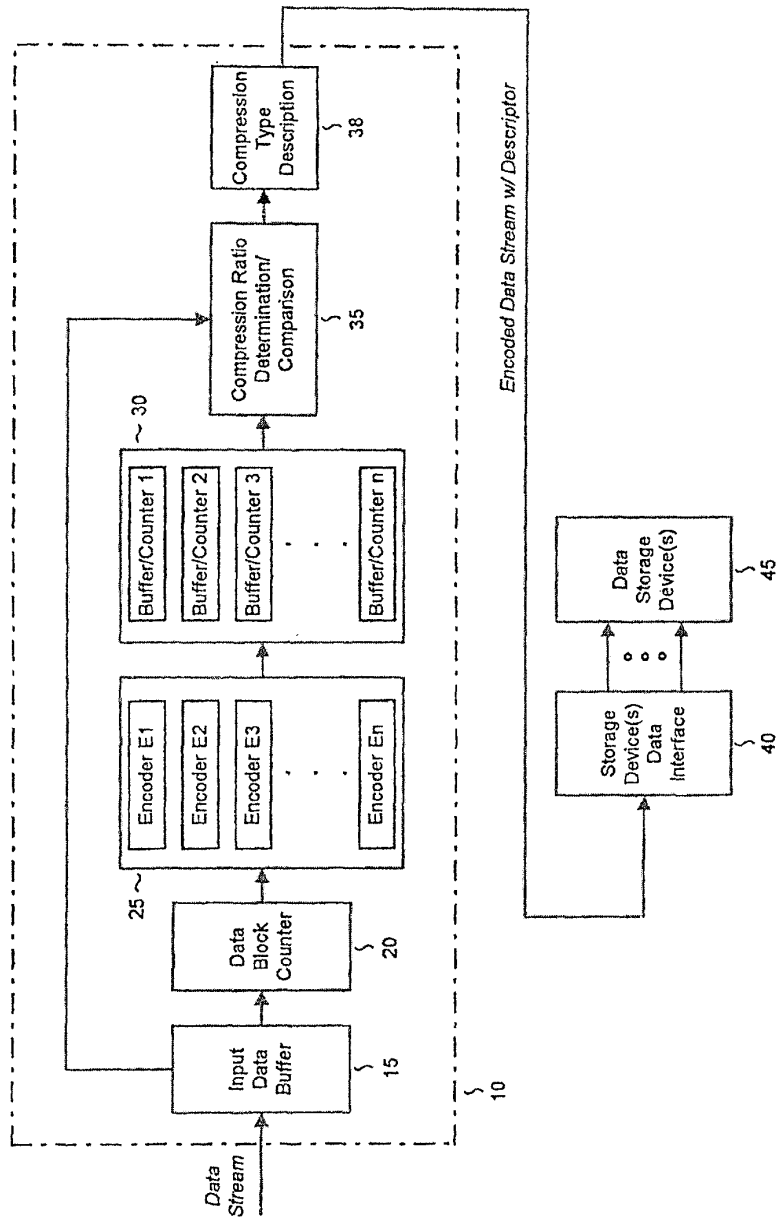 Data
Stream
Input
Data
Buffer
15
Data
Block
Counter
20
25
Encoder E1
Encoder E2
Encoder E3
Encoder En
30
Buffer/Counter 1
Buffer/Counter 2
Buffer/Counter 3
Buffer/Counter n
Compression Ratio
Determination/
Comparison
35
Compression
Type
Description
38
10
Encoded Data Stream w/ Descriptor
Storage
Device(s)
Data
Interface
40
Data
Storage
Device(s)
45